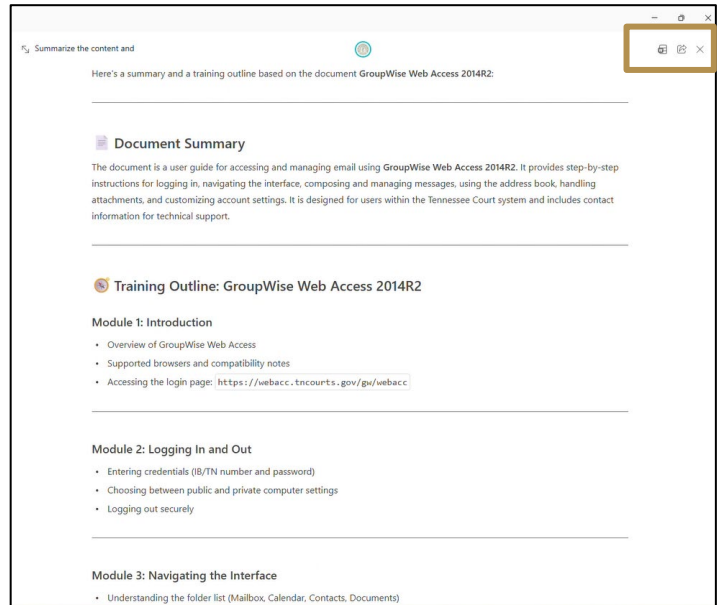 Summarize the content and
Here's a summary and a training outline based on the document GroupWise Web Access 2014R2:
Document Summary
The document is a user guide for accessing and managing email using GroupWise Web Access 2014R2. It provides step-by-step
instructions for logging in, navigating the interface, composing and managing messages, using the address book, handling
attachments, and customizing account settings. It is designed for users within the Tennessee Court system and includes contact
information for technical support.
Training Outline: GroupWise Web Access 2014R2
Module 1: Introduction
• Overview of GroupWise Web Access
• Supported browsers and compatibility notes
• Accessing the login page: https://webacc.tncourts.gov/gw/webacc
Module 2: Logging In and Out
• Entering credentials (IB/TN number and password)
• Choosing between public and private computer settings
• Logging out securely
Module 3: Navigating the Interface
• Understanding the folder list (Mailbox, Calendar, Contacts, Documents)